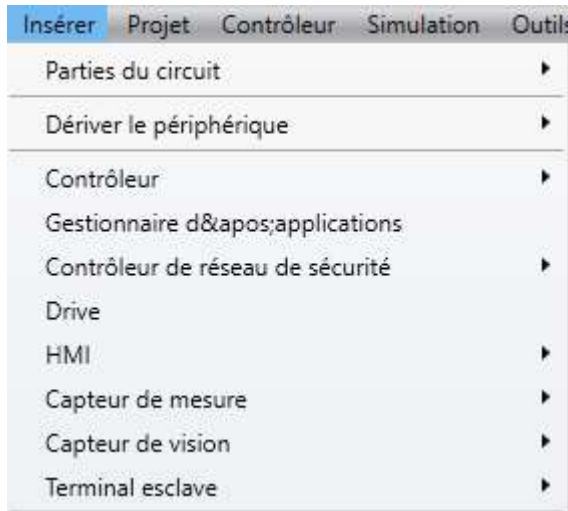 Insérer Projet Contrôleur Simulation Outils
Parties du circuit
Dériver le périphérique
Contrôleur
Gestionnaire d&apos;applications
Contrôleur de réseau de sécurité
Drive
HMI
Capteur de mesure
Capteur de vision
Terminal esclave